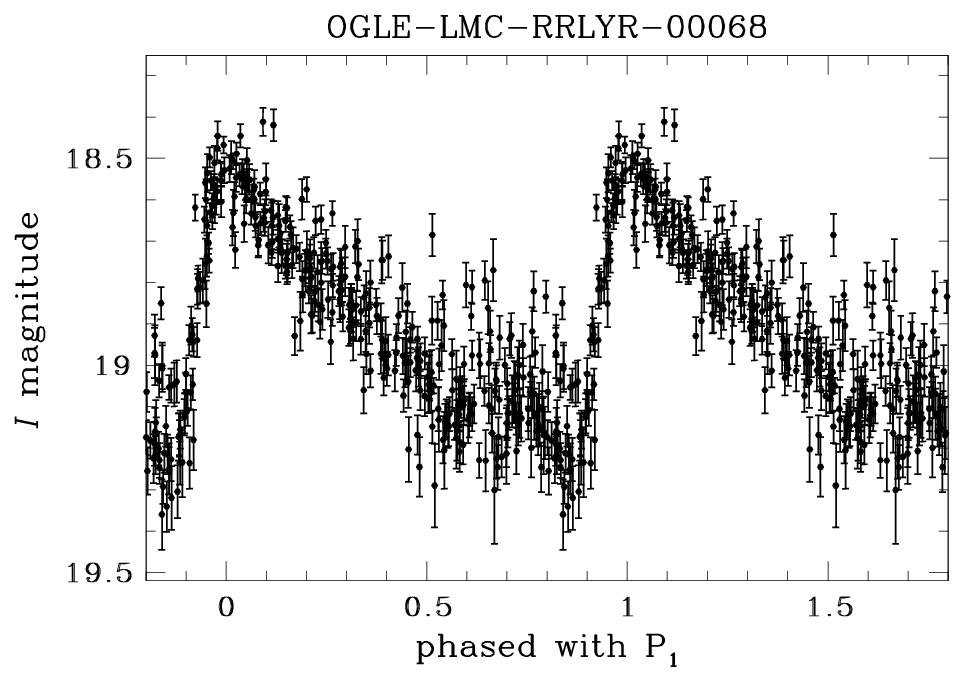 OGLE−LMC−RRLYR−00068
18.5
19
19.5
I magnitude
0 0.5 1 1.5
phased with P₁